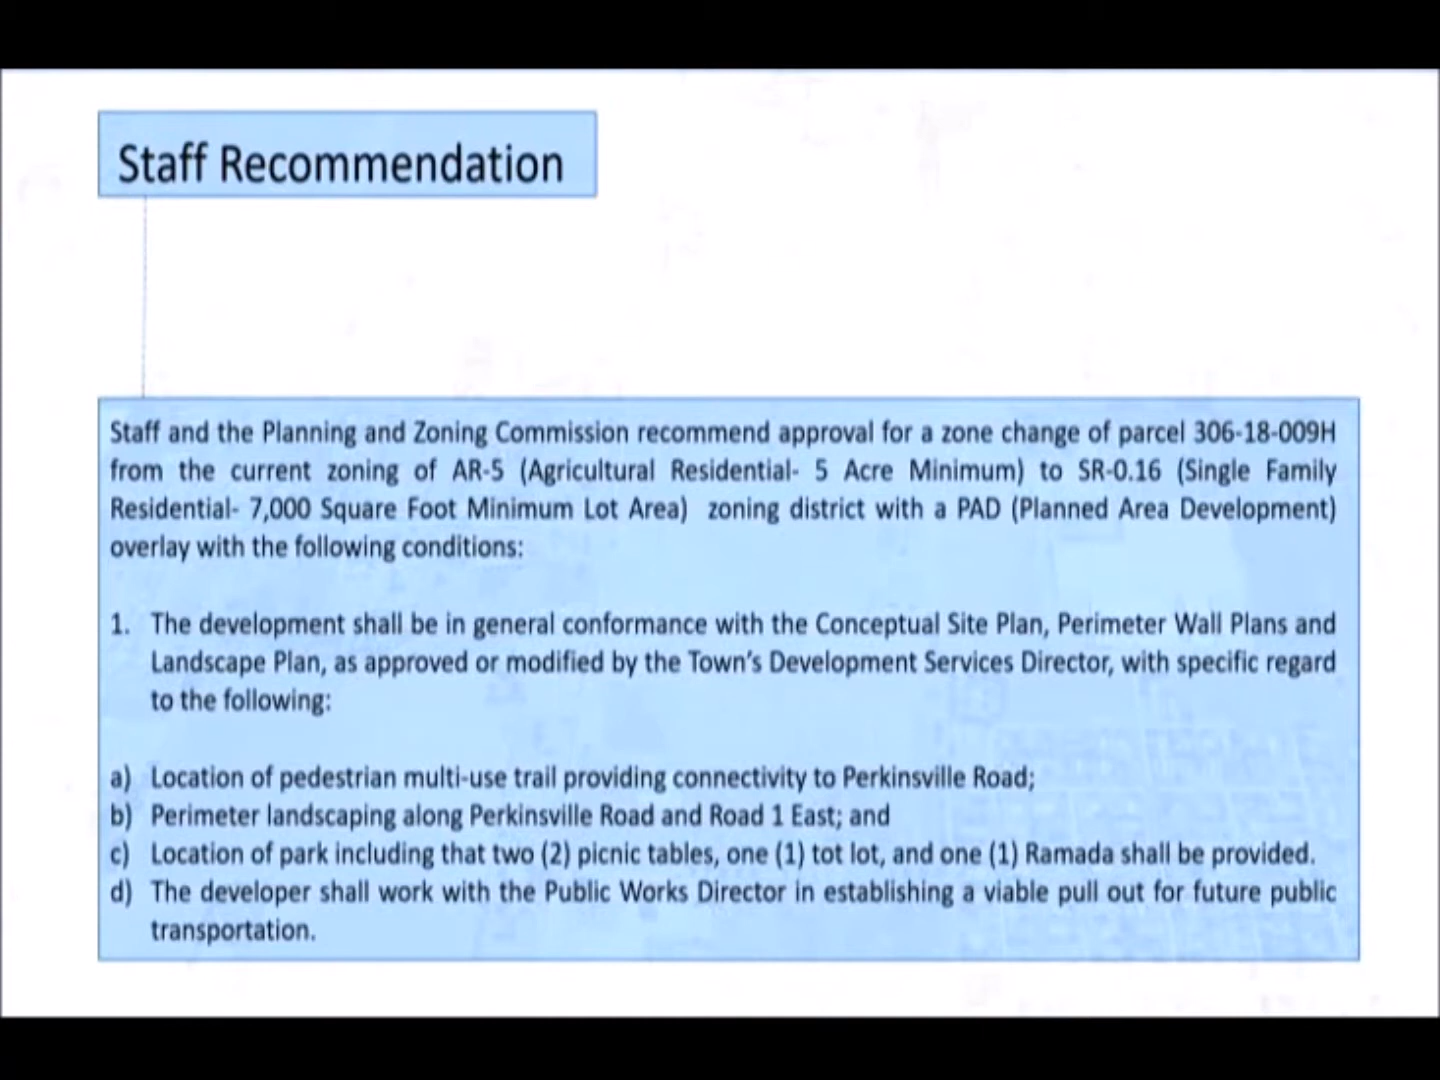 Staff Recommendation
Staff and the Planning and Zoning Commission recommend approval for a zone change of parcel 306-18-009H
from the current zoning of AR-5 (Agricultural Residential- 5 Acre Minimum) to SR-0.16 (Single Family
Residential- 7,000 Square Foot Minimum Lot Area) zoning district with a PAD (Planned Area Development)
overlay with the following conditions:
1. The development shall be in general conformance with the Conceptual Site Plan, Perimeter Wall Plans and
Landscape Plan, as approved or modified by the Town's Development Services Director, with specific regard
to the following:
a) Location of pedestrian multi-use trail providing connectivity to Perkinsville Road;
b) Perimeter landscaping along Perkinsville Road and Road 1 East; and
c) Location of park including that two (2) picnic tables, one (1) tot lot, and one (1) Ramada shall be provided.
d) The developer shall work with the Public Works Director in establishing a viable pull out for future public
transportation.